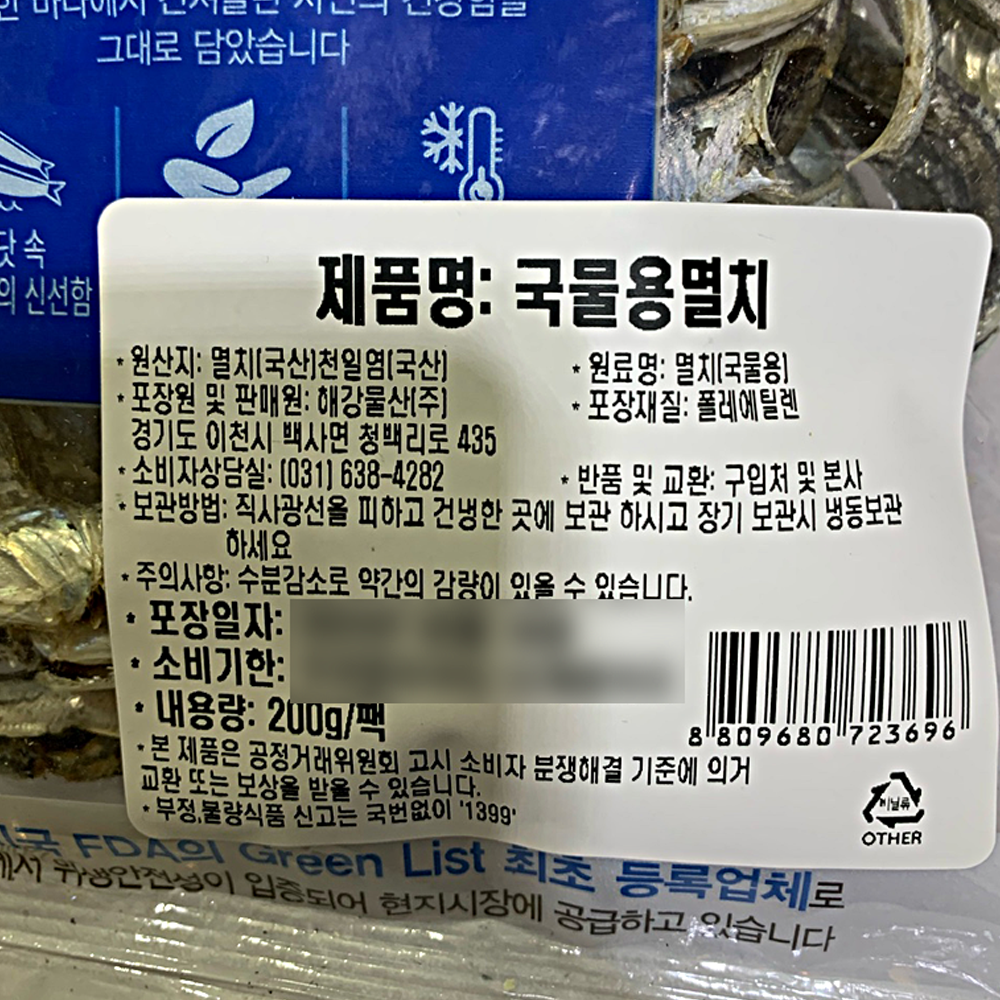 그대로 담았습니다
속
의 신선함
제품명: 국물용멸치
* 원산지: 멸치(국산)천일염(국산)
* 원료명: 멸치(국물용)
* 포장원 및 판매원: 해강물산(주)
* 포장재질: 폴레에틸렌
경기도 이천시 백사면 청백리로 435
* 소비자상담실: (031) 638-4282
* 반품 및 교환: 구입처 및 본사
* 보관방법: 직사광선을 피하고 건냉한 곳에 보관 하시고 장기 보관시 냉동보관
하세요
* 주의사항: 수분감소로 약간의 감량이 있을 수 있습니다.
* 포장일자:
* 소비기한:
* 내용량: 200g/팩
8 809680 723696
* 본 제품은 공정거래위원회 고시 소비자 분쟁해결 기준에 의거
교환 또는 보상을 받을 수 있습니다.
* 부정,불량식품 신고는 국번없이 '1399'
비닐류
OTHER
FDA의 Green List 최초 등록업체로
위생안전성이 입증되어 현지시장에 공급하고 있습니다